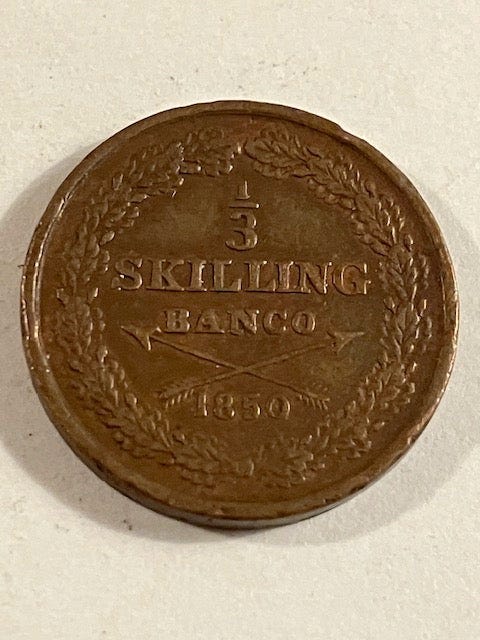 1/3
SKILLING
BANCO
1850